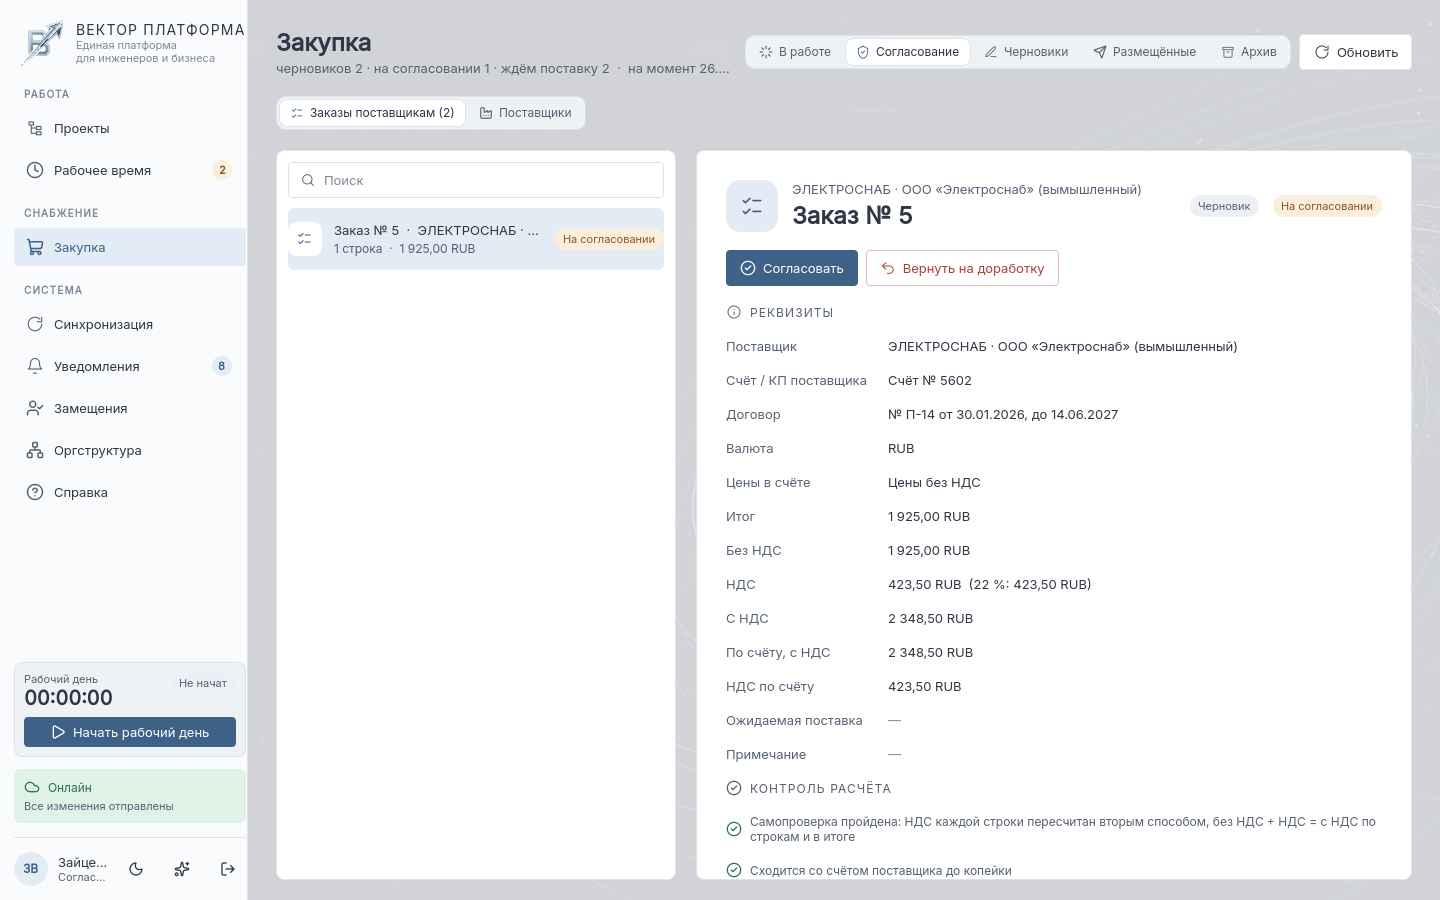 ВЕКТОР ПЛАТФОРМА
Единая платформа
для инженеров и бизнеса
РАБОТА
Проекты
Рабочее время
2
СНАБЖЕНИЕ
Закупка
СИСТЕМА
Синхронизация
Уведомления
8
Замещения
Оргструктура
Справка
Рабочий день
00:00:00
Не начат
Начать рабочий день
Онлайн
Все изменения отправлены
ЗВ
Зайце...
Соглас...
Закупка
черновиков 2 · на согласовании 1 · ждём поставку 2 · на момент 26....
В работе
Согласование
Черновики
Размещённые
Архив
Обновить
Заказы поставщикам (2)
Поставщики
Поиск
Заказ № 5 · ЭЛЕКТРОСНАБ · ...
1 строка · 1 925,00 RUB
На согласовании
ЭЛЕКТРОСНАБ · ООО «Электроснаб» (вымышленный)
Заказ № 5
Черновик
На согласовании
Согласовать
Вернуть на доработку
РЕКВИЗИТЫ
Поставщик ЭЛЕКТРОСНАБ · ООО «Электроснаб» (вымышленный)
Счёт / КП поставщика Счёт № 5602
Договор № П-14 от 30.01.2026, до 14.06.2027
Валюта RUB
Цены в счёте Цены без НДС
Итог 1 925,00 RUB
Без НДС 1 925,00 RUB
НДС 423,50 RUB (22 %: 423,50 RUB)
С НДС 2 348,50 RUB
По счёту, с НДС 2 348,50 RUB
НДС по счёту 423,50 RUB
Ожидаемая поставка —
Примечание —
КОНТРОЛЬ РАСЧЁТА
Самопроверка пройдена: НДС каждой строки пересчитан вторым способом, без НДС + НДС = с НДС по
строкам и в итоге
Сходится со счётом поставщика до копейки